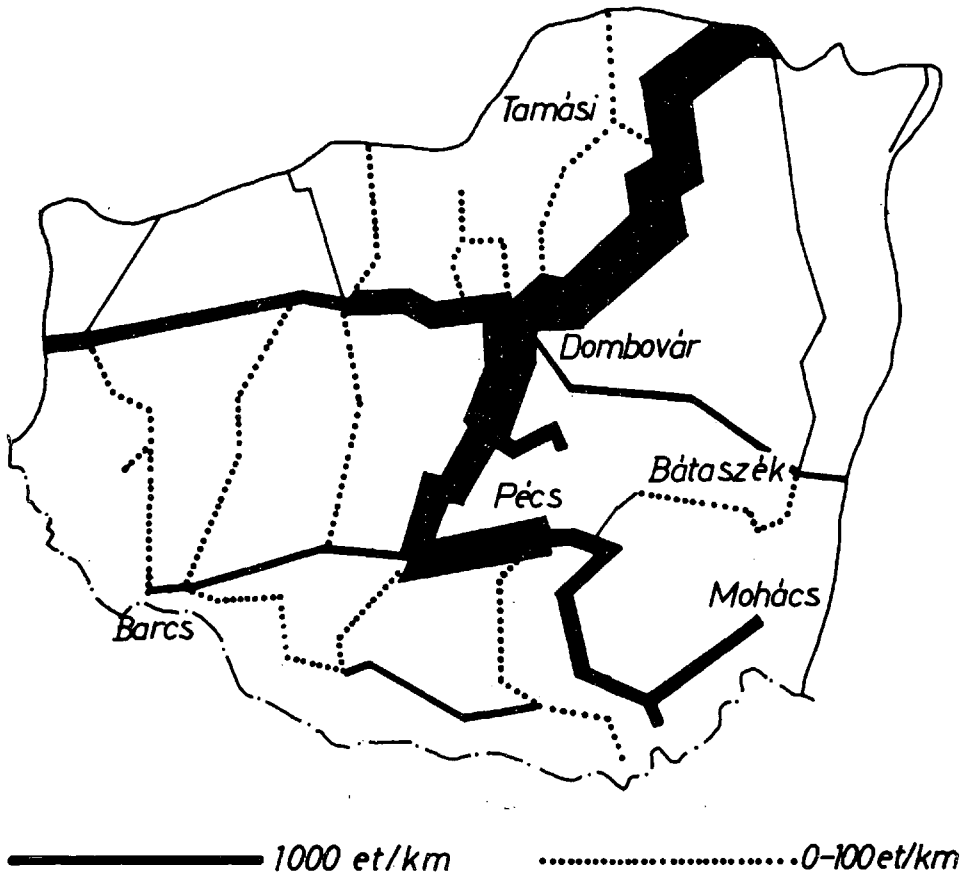 Tamási
Dombovár
Bátaszék
Pécs
Mohács
Barcs
1000 et/km
0-100et/km